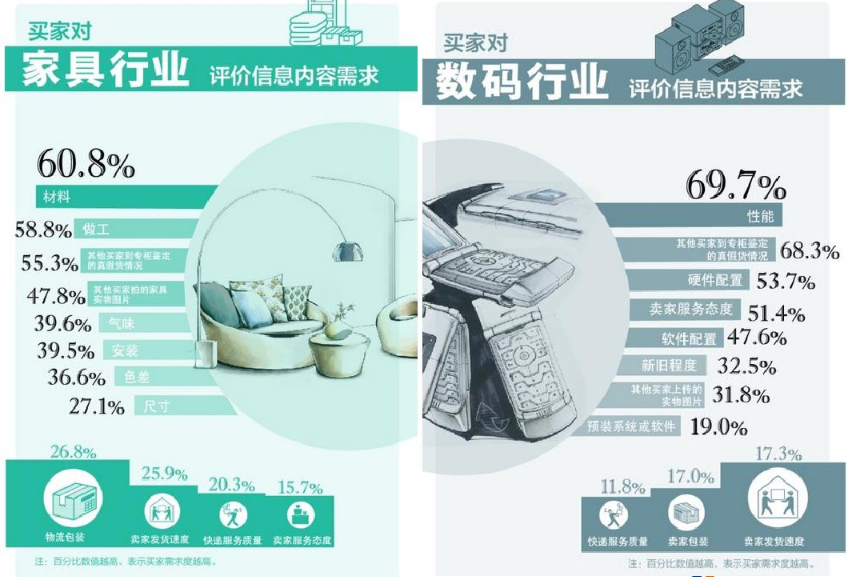 买家对
家具行业 评价信息内容需求
60.8%
材料
58.8% 做工
55.3% 其他买家到专柜鉴定
的真假货情况
47.8% 其他买家拍的家具
实物图片
39.6% 气味
39.5% 安装
36.6% 色差
27.1% 尺寸
26.8%
物流包装
25.9%
卖家发货速度
20.3%
快递服务质量
15.7%
卖家服务态度
注：百分比数值越高，表示买家需求度越高。
买家对
数码行业 评价信息内容需求
69.7%
性能
其他买家到专柜鉴定
的真假货情况 68.3%
硬件配置 53.7%
卖家服务态度 51.4%
软件配置 47.6%
新旧程度 32.5%
其他买家上传的
实物图片 31.8%
预装系统或软件 19.0%
11.8%
快递服务质量
17.0%
卖家包装
17.3%
卖家发货速度
注：百分比数值越高，表示买家需求度越高。